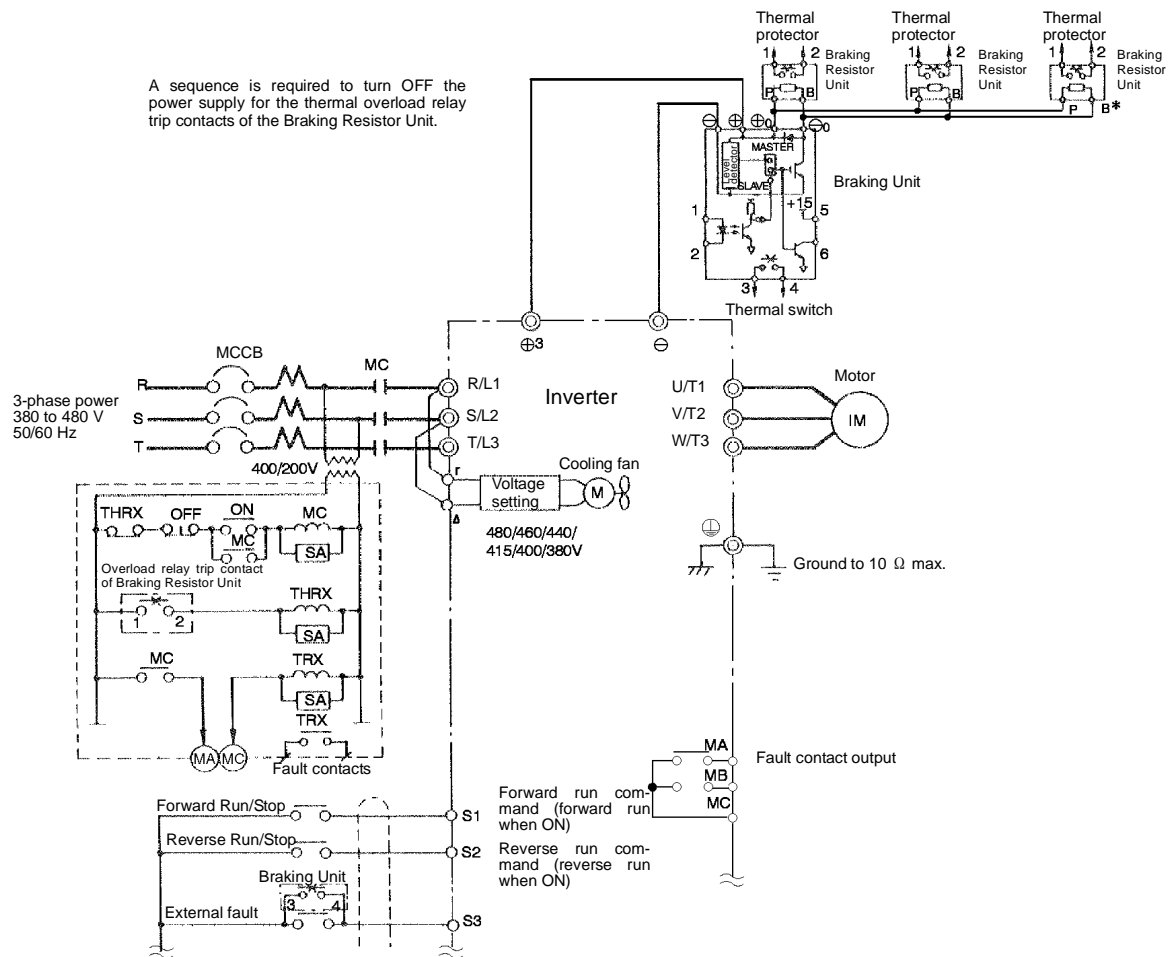 Thermal
protector
Thermal
protector
Thermal
protector
1 2
Braking
Resistor
Unit
P B
1 2
Braking
Resistor
Unit
P B
1 2
Braking
Resistor
Unit
P B*
A sequence is required to turn OFF the
power supply for the thermal overload relay
trip contacts of the Braking Resistor Unit.
⊖ ⊕ ⊕0 ⊖0
MASTER
Level
detector
SLAVE
Braking Unit
+15
1
5
2
6
3 4
Thermal switch
⊕3
⊖
MCCB
MC
3-phase power
380 to 480 V
50/60 Hz
R
S
T
R/L1
S/L2
T/L3
Inverter
U/T1
V/T2
W/T3
Motor
IM
400/200V
r
Δ
Voltage
setting
Cooling fan
M
480/460/440/
415/400/380V
THRX OFF ON MC
MC
SA
Overload relay trip contact
of Braking Resistor Unit
1 2
THRX
SA
MC
TRX
SA
TRX
MA MC
Fault contacts
Ground to 10 Ω max.
MA
MB
MC
Fault contact output
Forward Run/Stop
S1
Forward run com-
mand (forward run
when ON)
Reverse Run/Stop
S2
Reverse run com-
mand (reverse run
when ON)
Braking Unit
3 4
External fault
S3